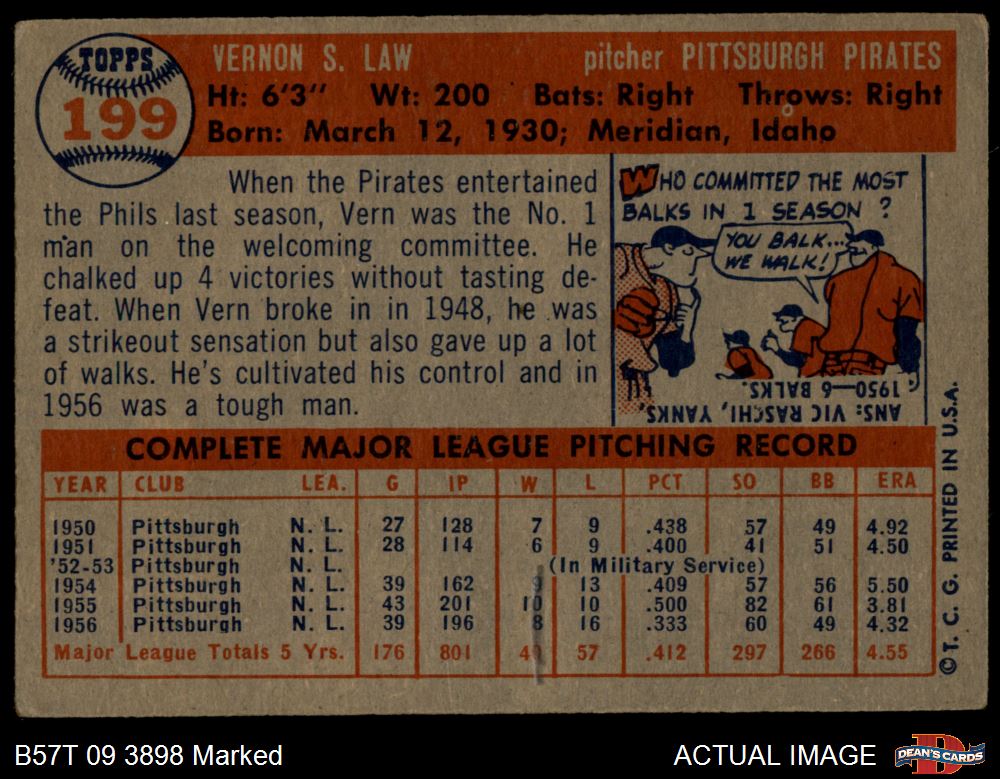 TOPPS
199
VERNON S. LAW pitcher PITTSBURGH PIRATES
Ht: 6'3" Wt: 200 Bats: Right Throws: Right
Born: March 12, 1930; Meridian, Idaho
When the Pirates entertained
the Phils last season, Vern was the No. 1
man on the welcoming committee. He
chalked up 4 victories without tasting de-
feat. When Vern broke in in 1948, he was
a strikeout sensation but also gave up a lot
of walks. He's cultivated his control and in
1956 was a tough man.
WHO COMMITTED THE MOST
BALKS IN 1 SEASON ?
YOU BALK...
WE WALK!
ANS: VIC RASCHI, YANKS,
1950-6 BALKS.
COMPLETE MAJOR LEAGUE PITCHING RECORD
YEAR CLUB LEA. G IP W L PCT SO BB ERA
1950 Pittsburgh N. L. 27 128 7 9 .438 57 49 4.92
1951 Pittsburgh N. L. 28 114 6 9 .400 41 51 4.50
'52-53 Pittsburgh N. L. (In Military Service)
1954 Pittsburgh N. L. 39 162 9 13 .409 57 56 5.50
1955 Pittsburgh N. L. 43 201 10 10 .500 82 61 3.81
1956 Pittsburgh N. L. 39 196 8 16 .333 60 49 4.32
Major League Totals 5 Yrs. 176 801 40 57 .412 297 266 4.55
© T. C. G. PRINTED IN U.S.A.
B57T 09 3898 Marked ACTUAL IMAGE
DEAN'S CARDS